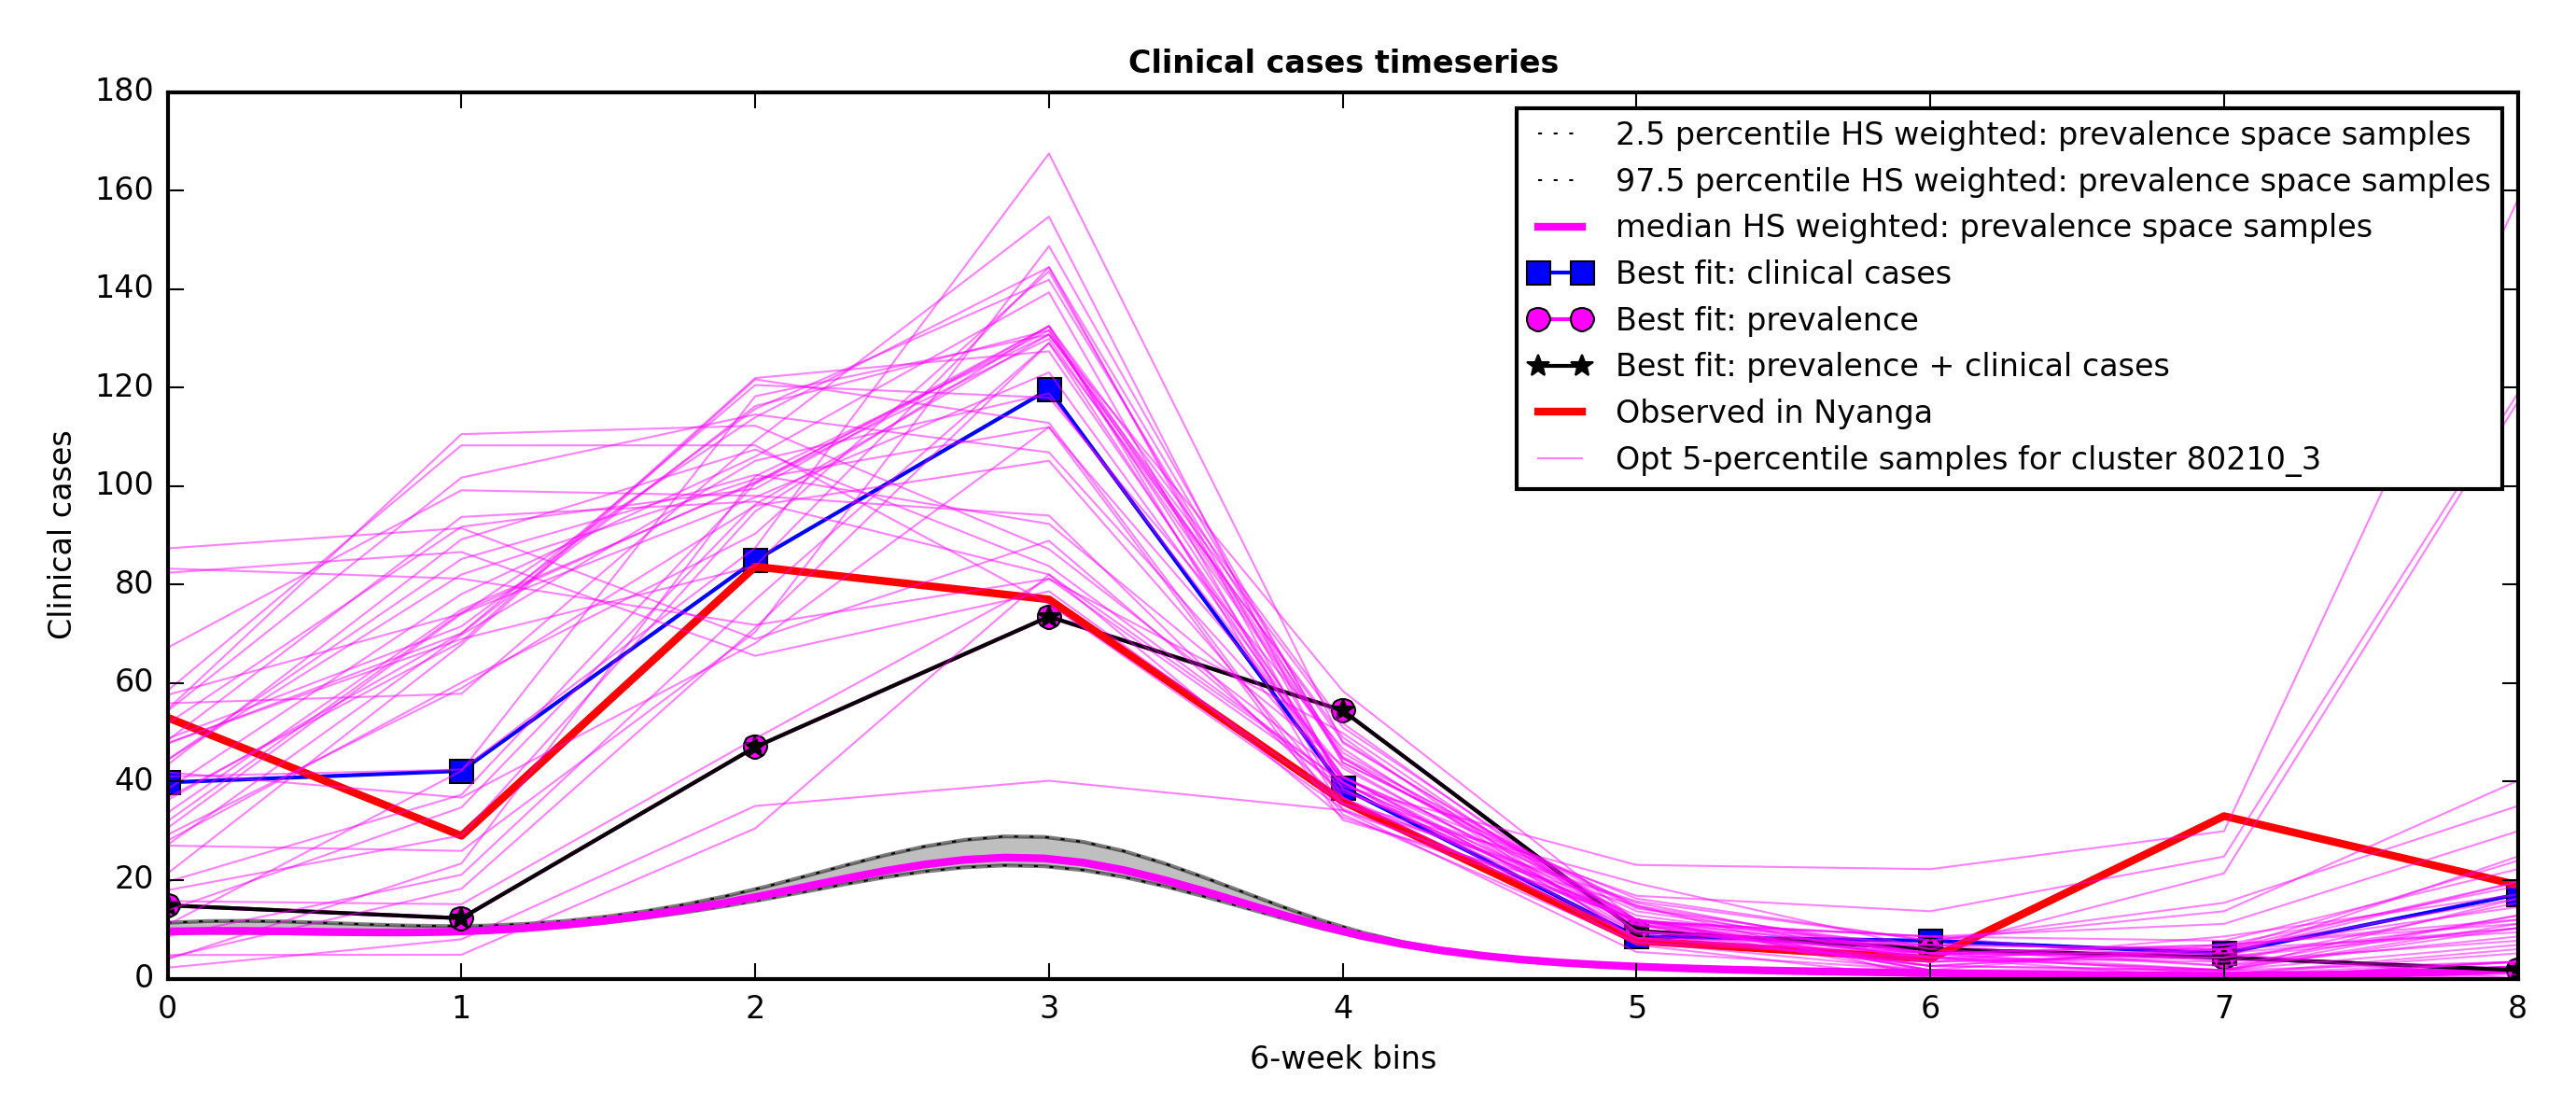 Clinical cases timeseries
180
160
140
120
100
80
60
40
20
0
Clinical cases
2.5 percentile HS weighted: prevalence space samples
97.5 percentile HS weighted: prevalence space samples
median HS weighted: prevalence space samples
Best fit: clinical cases
Best fit: prevalence
Best fit: prevalence + clinical cases
Observed in Nyanga
Opt 5-percentile samples for cluster 80210_3
0 1 2 3 4 5 6 7 8
6-week bins